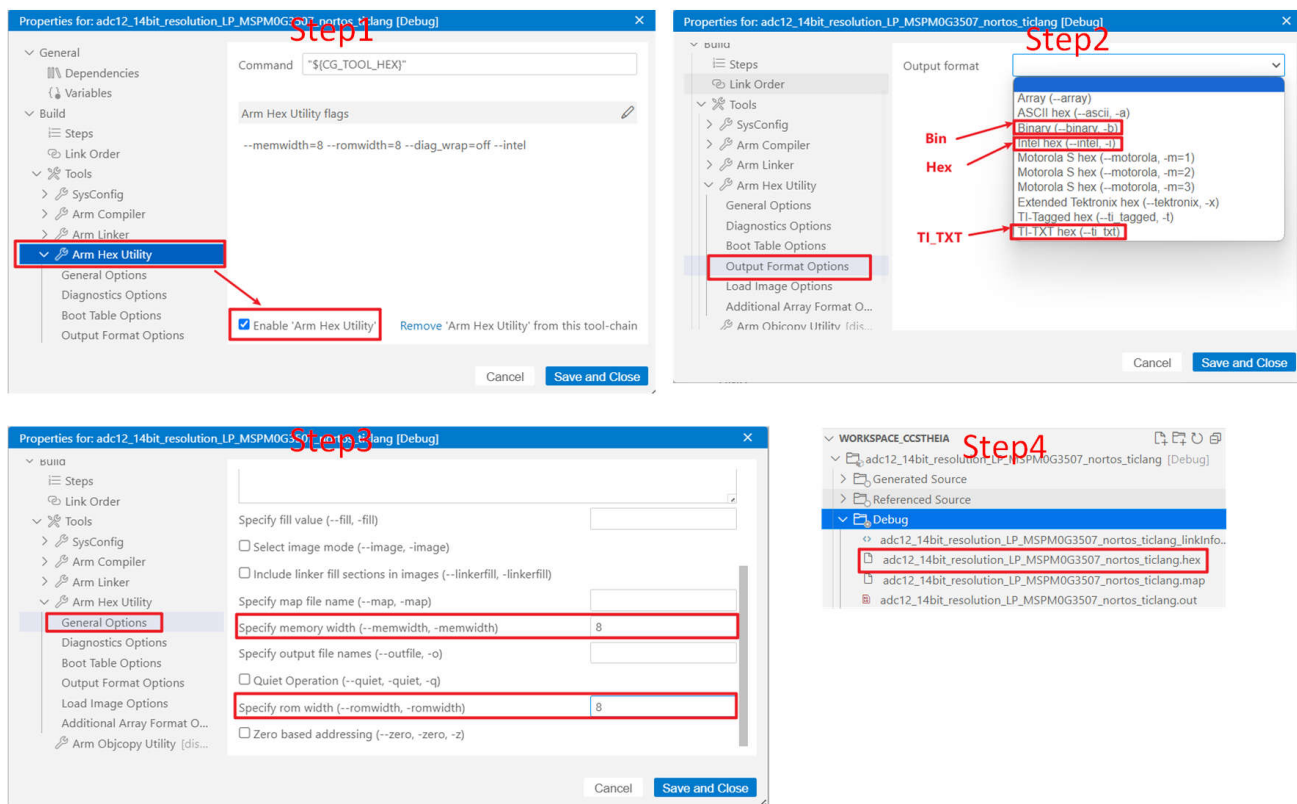 Properties for: adc12_14bit_resolution_LP_MSPM0G3507_nortos_ticlang [Debug]
Step1
General
Dependencies
Variables
Build
Steps
Link Order
Tools
SysConfig
Arm Compiler
Arm Linker
Arm Hex Utility
General Options
Diagnostics Options
Boot Table Options
Output Format Options
Command "${CG_TOOL_HEX}"
Arm Hex Utility flags
--memwidth=8 --romwidth=8 --diag_wrap=off --intel
Enable 'Arm Hex Utility' Remove 'Arm Hex Utility' from this tool-chain
Cancel Save and Close
Properties for: adc12_14bit_resolution_LP_MSPM0G3507_nortos_ticlang [Debug]
Step2
Build
Steps
Link Order
Tools
SysConfig
Arm Compiler
Arm Linker
Arm Hex Utility
General Options
Diagnostics Options
Boot Table Options
Output Format Options
Load Image Options
Additional Array Format O...
Arm Objcopy Utility [dis...
Output format
Array (--array)
ASCII hex (--ascii, -a)
Binary (--binary, -b)
Intel hex (--intel, -i)
Motorola S hex (--motorola, -m=1)
Motorola S hex (--motorola, -m=2)
Motorola S hex (--motorola, -m=3)
Extended Tektronix hex (--tektronix, -x)
TI-Tagged hex (--ti_tagged, -t)
TI-TXT hex (--ti_txt)
Bin
Hex
TI_TXT
Cancel Save and Close
Properties for: adc12_14bit_resolution_LP_MSPM0G3507_nortos_ticlang [Debug]
Step3
Build
Steps
Link Order
Tools
SysConfig
Arm Compiler
Arm Linker
Arm Hex Utility
General Options
Diagnostics Options
Boot Table Options
Output Format Options
Load Image Options
Additional Array Format O...
Arm Objcopy Utility [dis...
Specify fill value (--fill, -fill)
Select image mode (--image, -image)
Include linker fill sections in images (--linkerfill, -linkerfill)
Specify map file name (--map, -map)
Specify memory width (--memwidth, -memwidth) 8
Specify output file names (--outfile, -o)
Quiet Operation (--quiet, -quiet, -q)
Specify rom width (--romwidth, -romwidth) 8
Zero based addressing (--zero, -zero, -z)
Cancel Save and Close
WORKSPACE_CCSTHEIA
Step4
adc12_14bit_resolution_LP_MSPM0G3507_nortos_ticlang [Debug]
Generated Source
Referenced Source
Debug
adc12_14bit_resolution_LP_MSPM0G3507_nortos_ticlang_linkInfo..
adc12_14bit_resolution_LP_MSPM0G3507_nortos_ticlang.hex
adc12_14bit_resolution_LP_MSPM0G3507_nortos_ticlang.map
adc12_14bit_resolution_LP_MSPM0G3507_nortos_ticlang.out